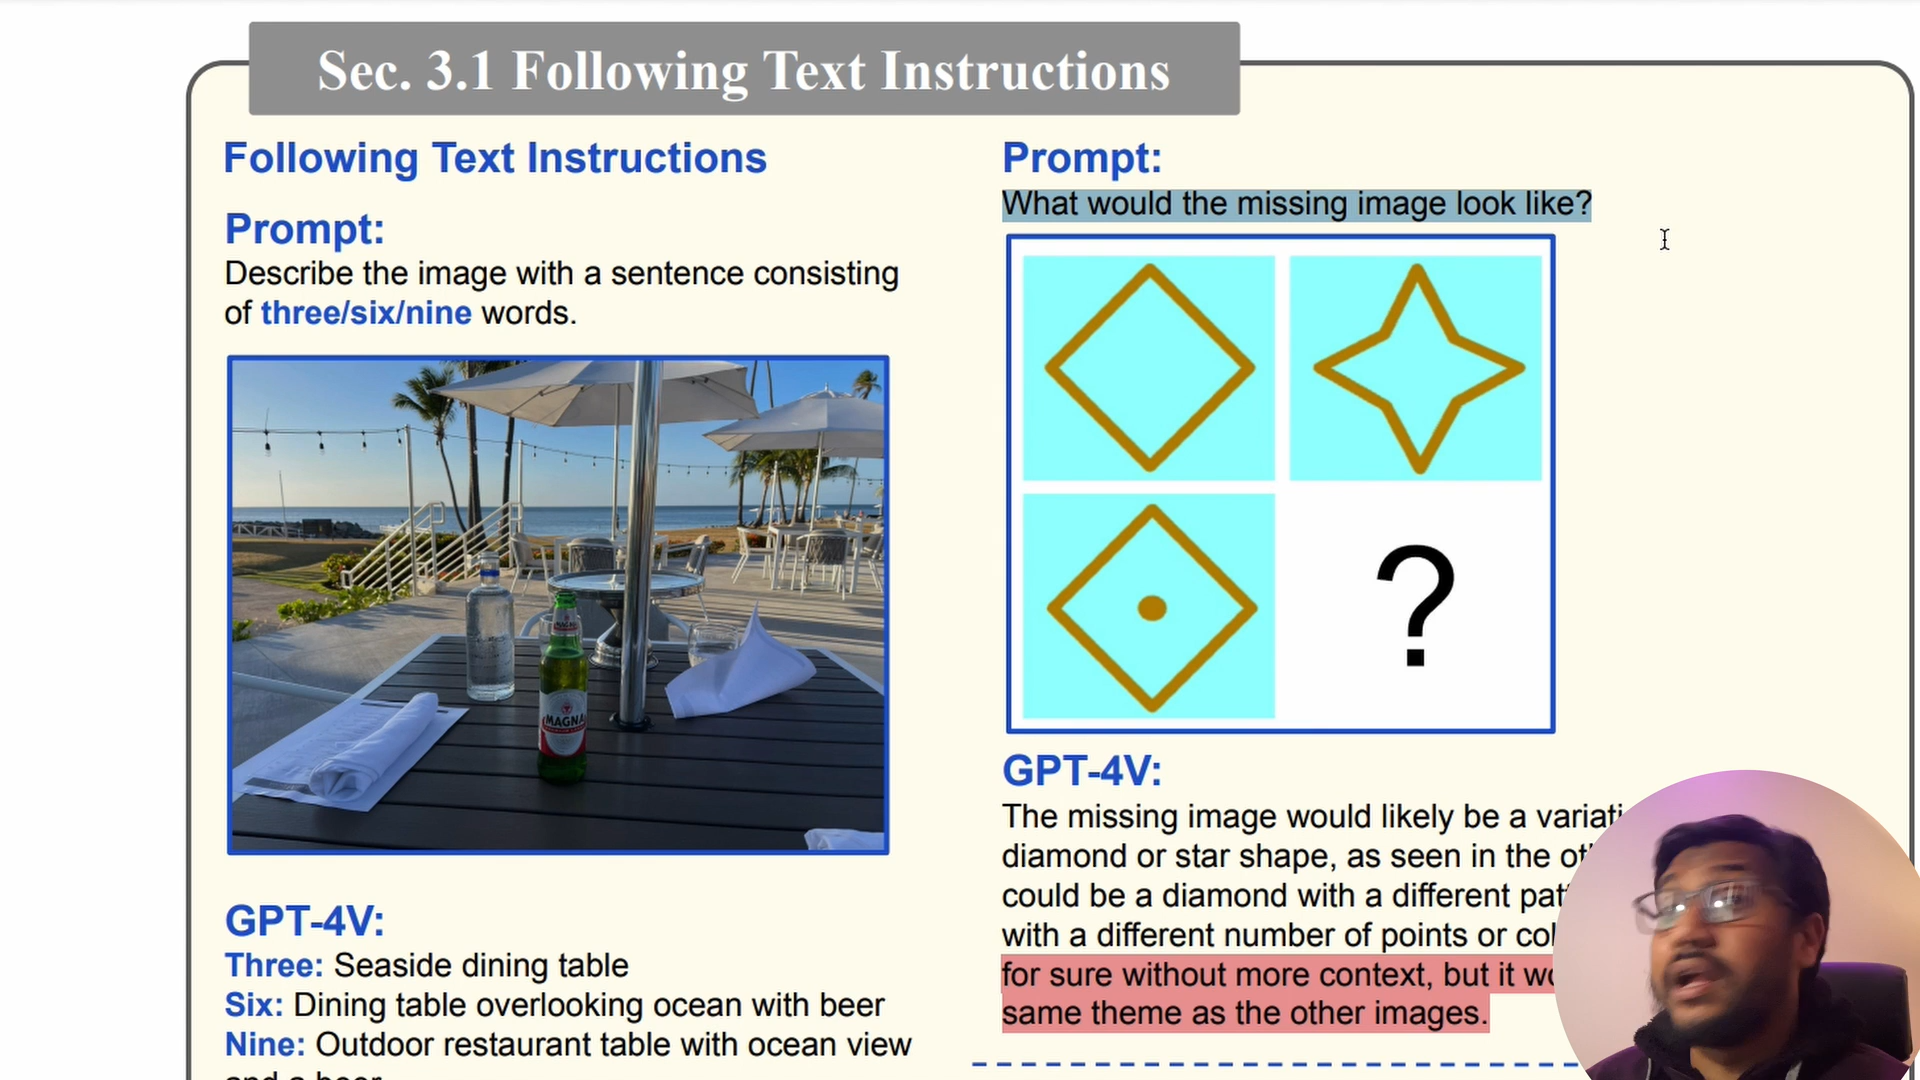 Sec. 3.1 Following Text Instructions
Following Text Instructions
Prompt:
Describe the image with a sentence consisting
of three/six/nine words.
MAGNA
GPT-4V:
Three: Seaside dining table
Six: Dining table overlooking ocean with beer
Nine: Outdoor restaurant table with ocean view
and a beer
Prompt:
What would the missing image look like?
?
GPT-4V:
The missing image would likely be a variati
diamond or star shape, as seen in the ot
could be a diamond with a different pat
with a different number of points or col
for sure without more context, but it wo
same theme as the other images.